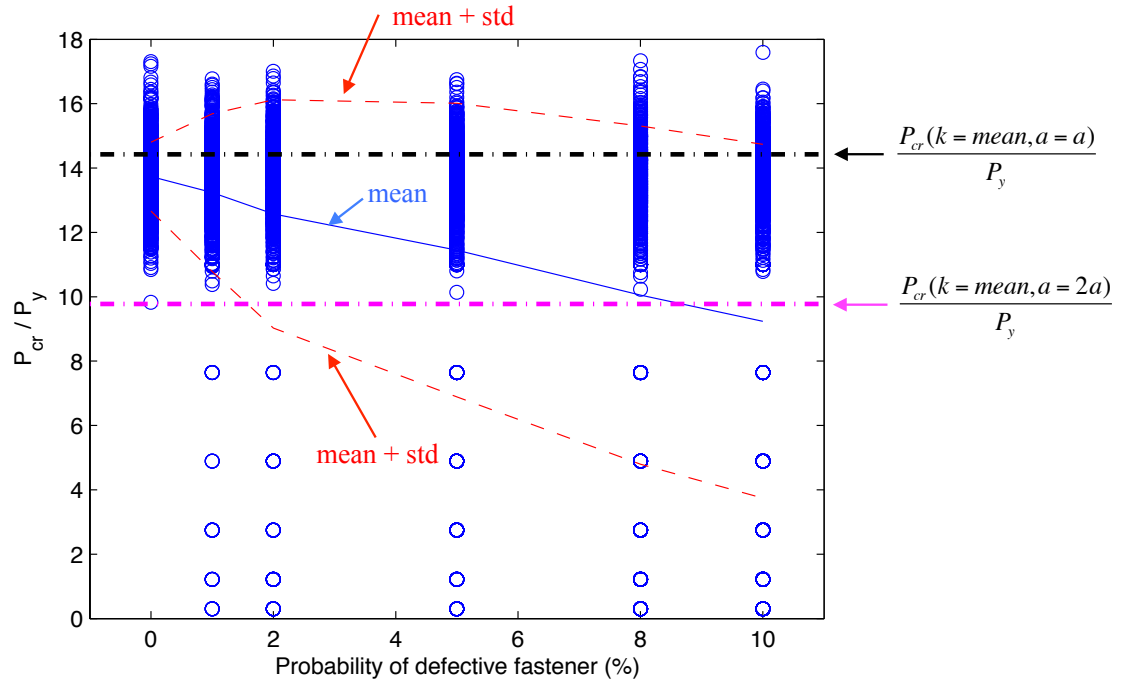 mean + std
18
16
14
12
10
8
6
4
2
0
P_cr / P_y
mean
mean + std
P_cr(k = mean, a = a)
P_y
P_cr(k = mean, a = 2a)
P_y
0 2 4 6 8 10
Probability of defective fastener (%)